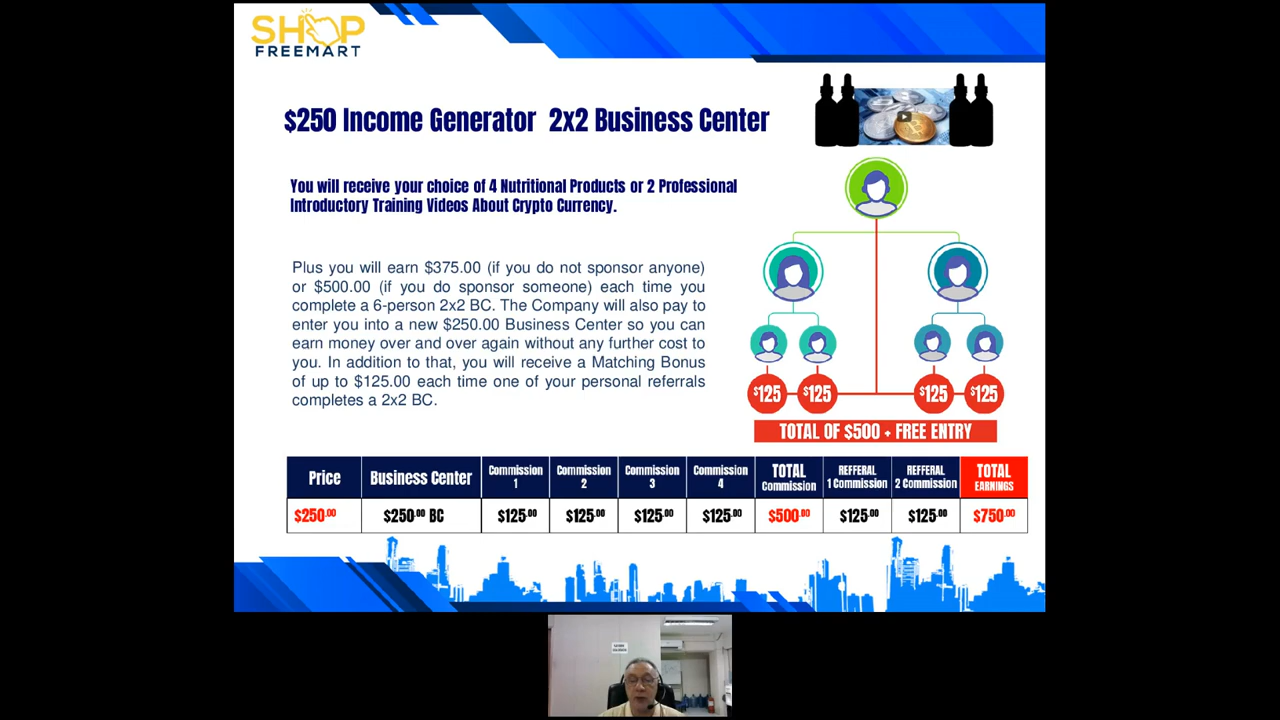 SHOP
FREEMART
$250 Income Generator 2x2 Business Center
You will receive your choice of 4 Nutritional Products or 2 Professional
Introductory Training Videos About Crypto Currency.
Plus you will earn $375.00 (if you do not sponsor anyone)
or $500.00 (if you do sponsor someone) each time you
complete a 6-person 2x2 BC. The Company will also pay to
enter you into a new $250.00 Business Center so you can
earn money over and over again without any further cost to
you. In addition to that, you will receive a Matching Bonus
of up to $125.00 each time one of your personal referrals
completes a 2x2 BC.
$125 $125 $125 $125
TOTAL OF $500 + FREE ENTRY
Price Business Center Commission 1 Commission 2 Commission 3 Commission 4 TOTAL Commission REFFERAL 1 Commission REFFERAL 2 Commission TOTAL EARNINGS
$250.00 $250.00 BC $125.00 $125.00 $125.00 $125.00 $500.00 $125.00 $125.00 $750.00